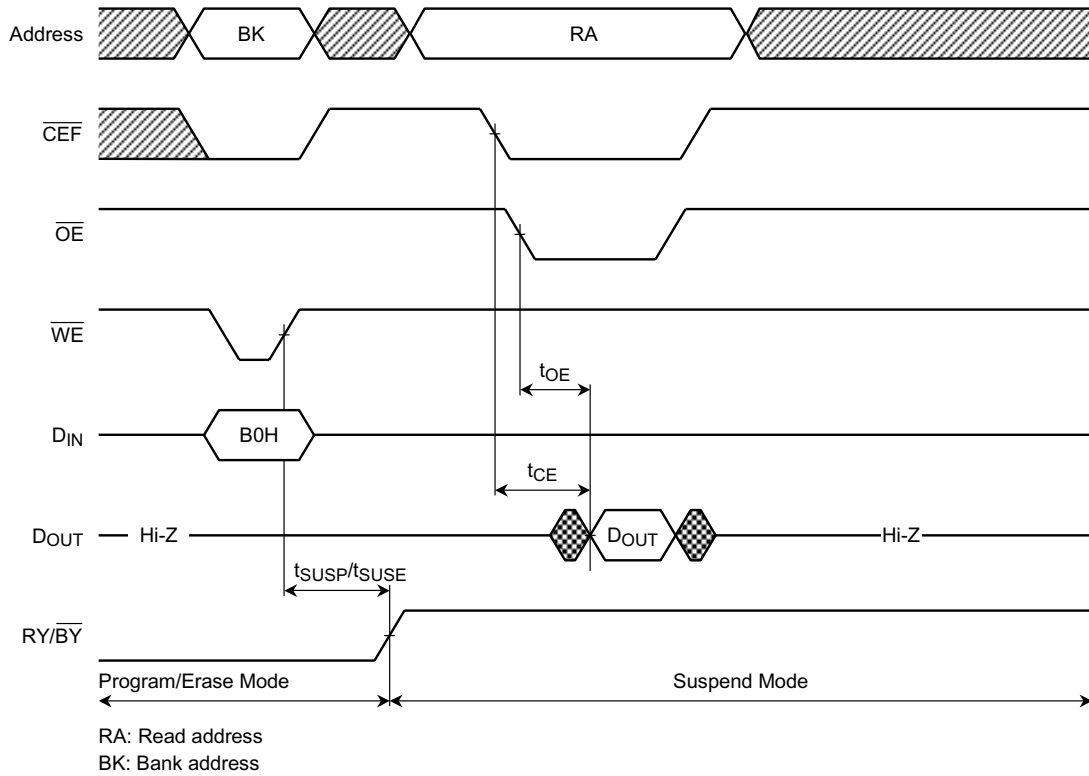 Address BK RA
CEF
OE
WE
tOE
DIN B0H
tCE
DOUT Hi-Z DOUT Hi-Z
tSUSP/tSUSE
RY/BY
Program/Erase Mode Suspend Mode
RA: Read address
BK: Bank address